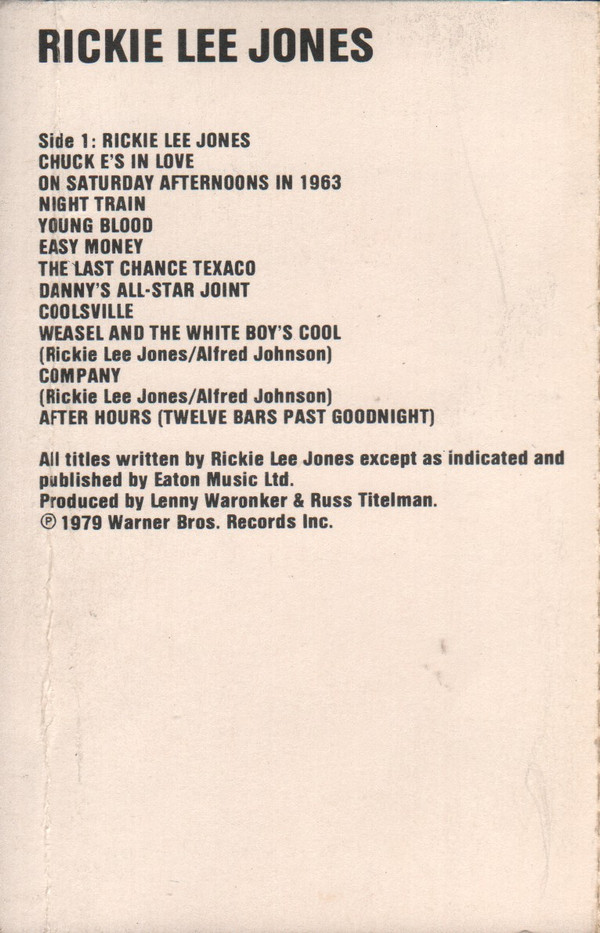 RICKIE LEE JONES
Side 1: RICKIE LEE JONES
CHUCK E'S IN LOVE
ON SATURDAY AFTERNOONS IN 1963
NIGHT TRAIN
YOUNG BLOOD
EASY MONEY
THE LAST CHANCE TEXACO
DANNY'S ALL-STAR JOINT
COOLSVILLE
WEASEL AND THE WHITE BOY'S COOL
(Rickie Lee Jones/Alfred Johnson)
COMPANY
(Rickie Lee Jones/Alfred Johnson)
AFTER HOURS (TWELVE BARS PAST GOODNIGHT)
All titles written by Rickie Lee Jones except as indicated and
published by Eaton Music Ltd.
Produced by Lenny Waronker & Russ Titelman.
℗ 1979 Warner Bros. Records Inc.